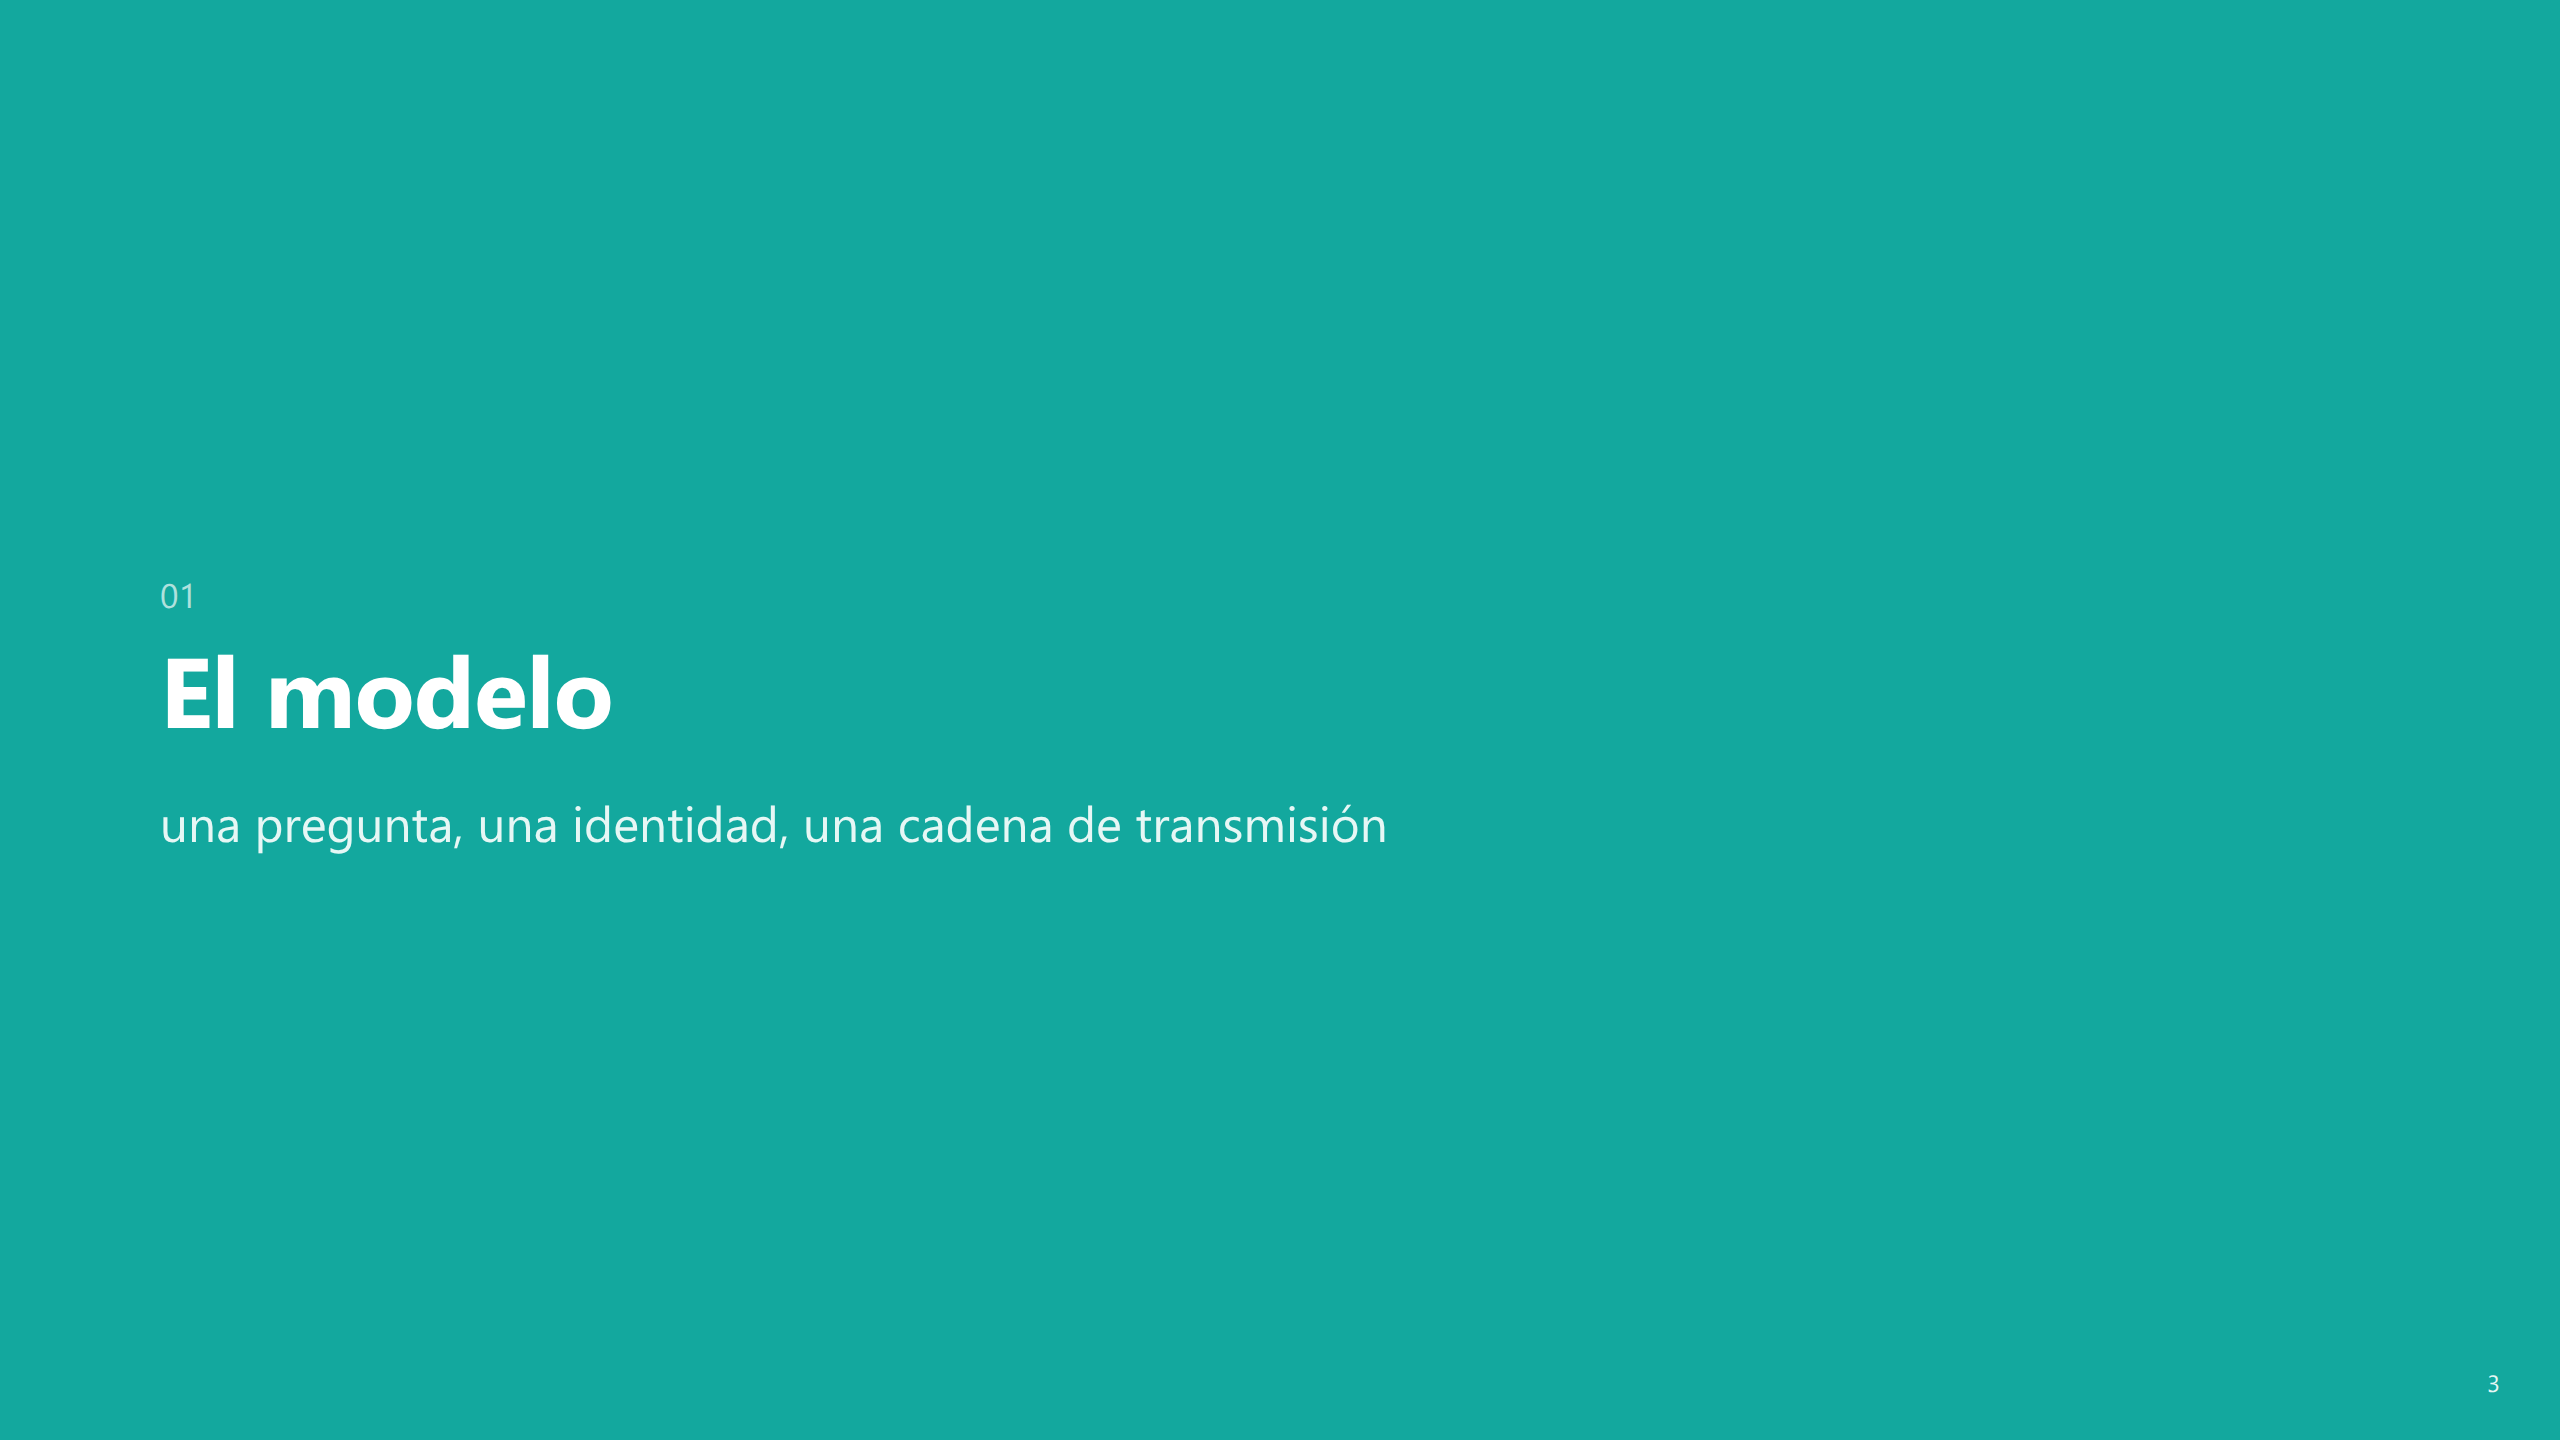 01
El modelo
una pregunta, una identidad, una cadena de transmisión
3